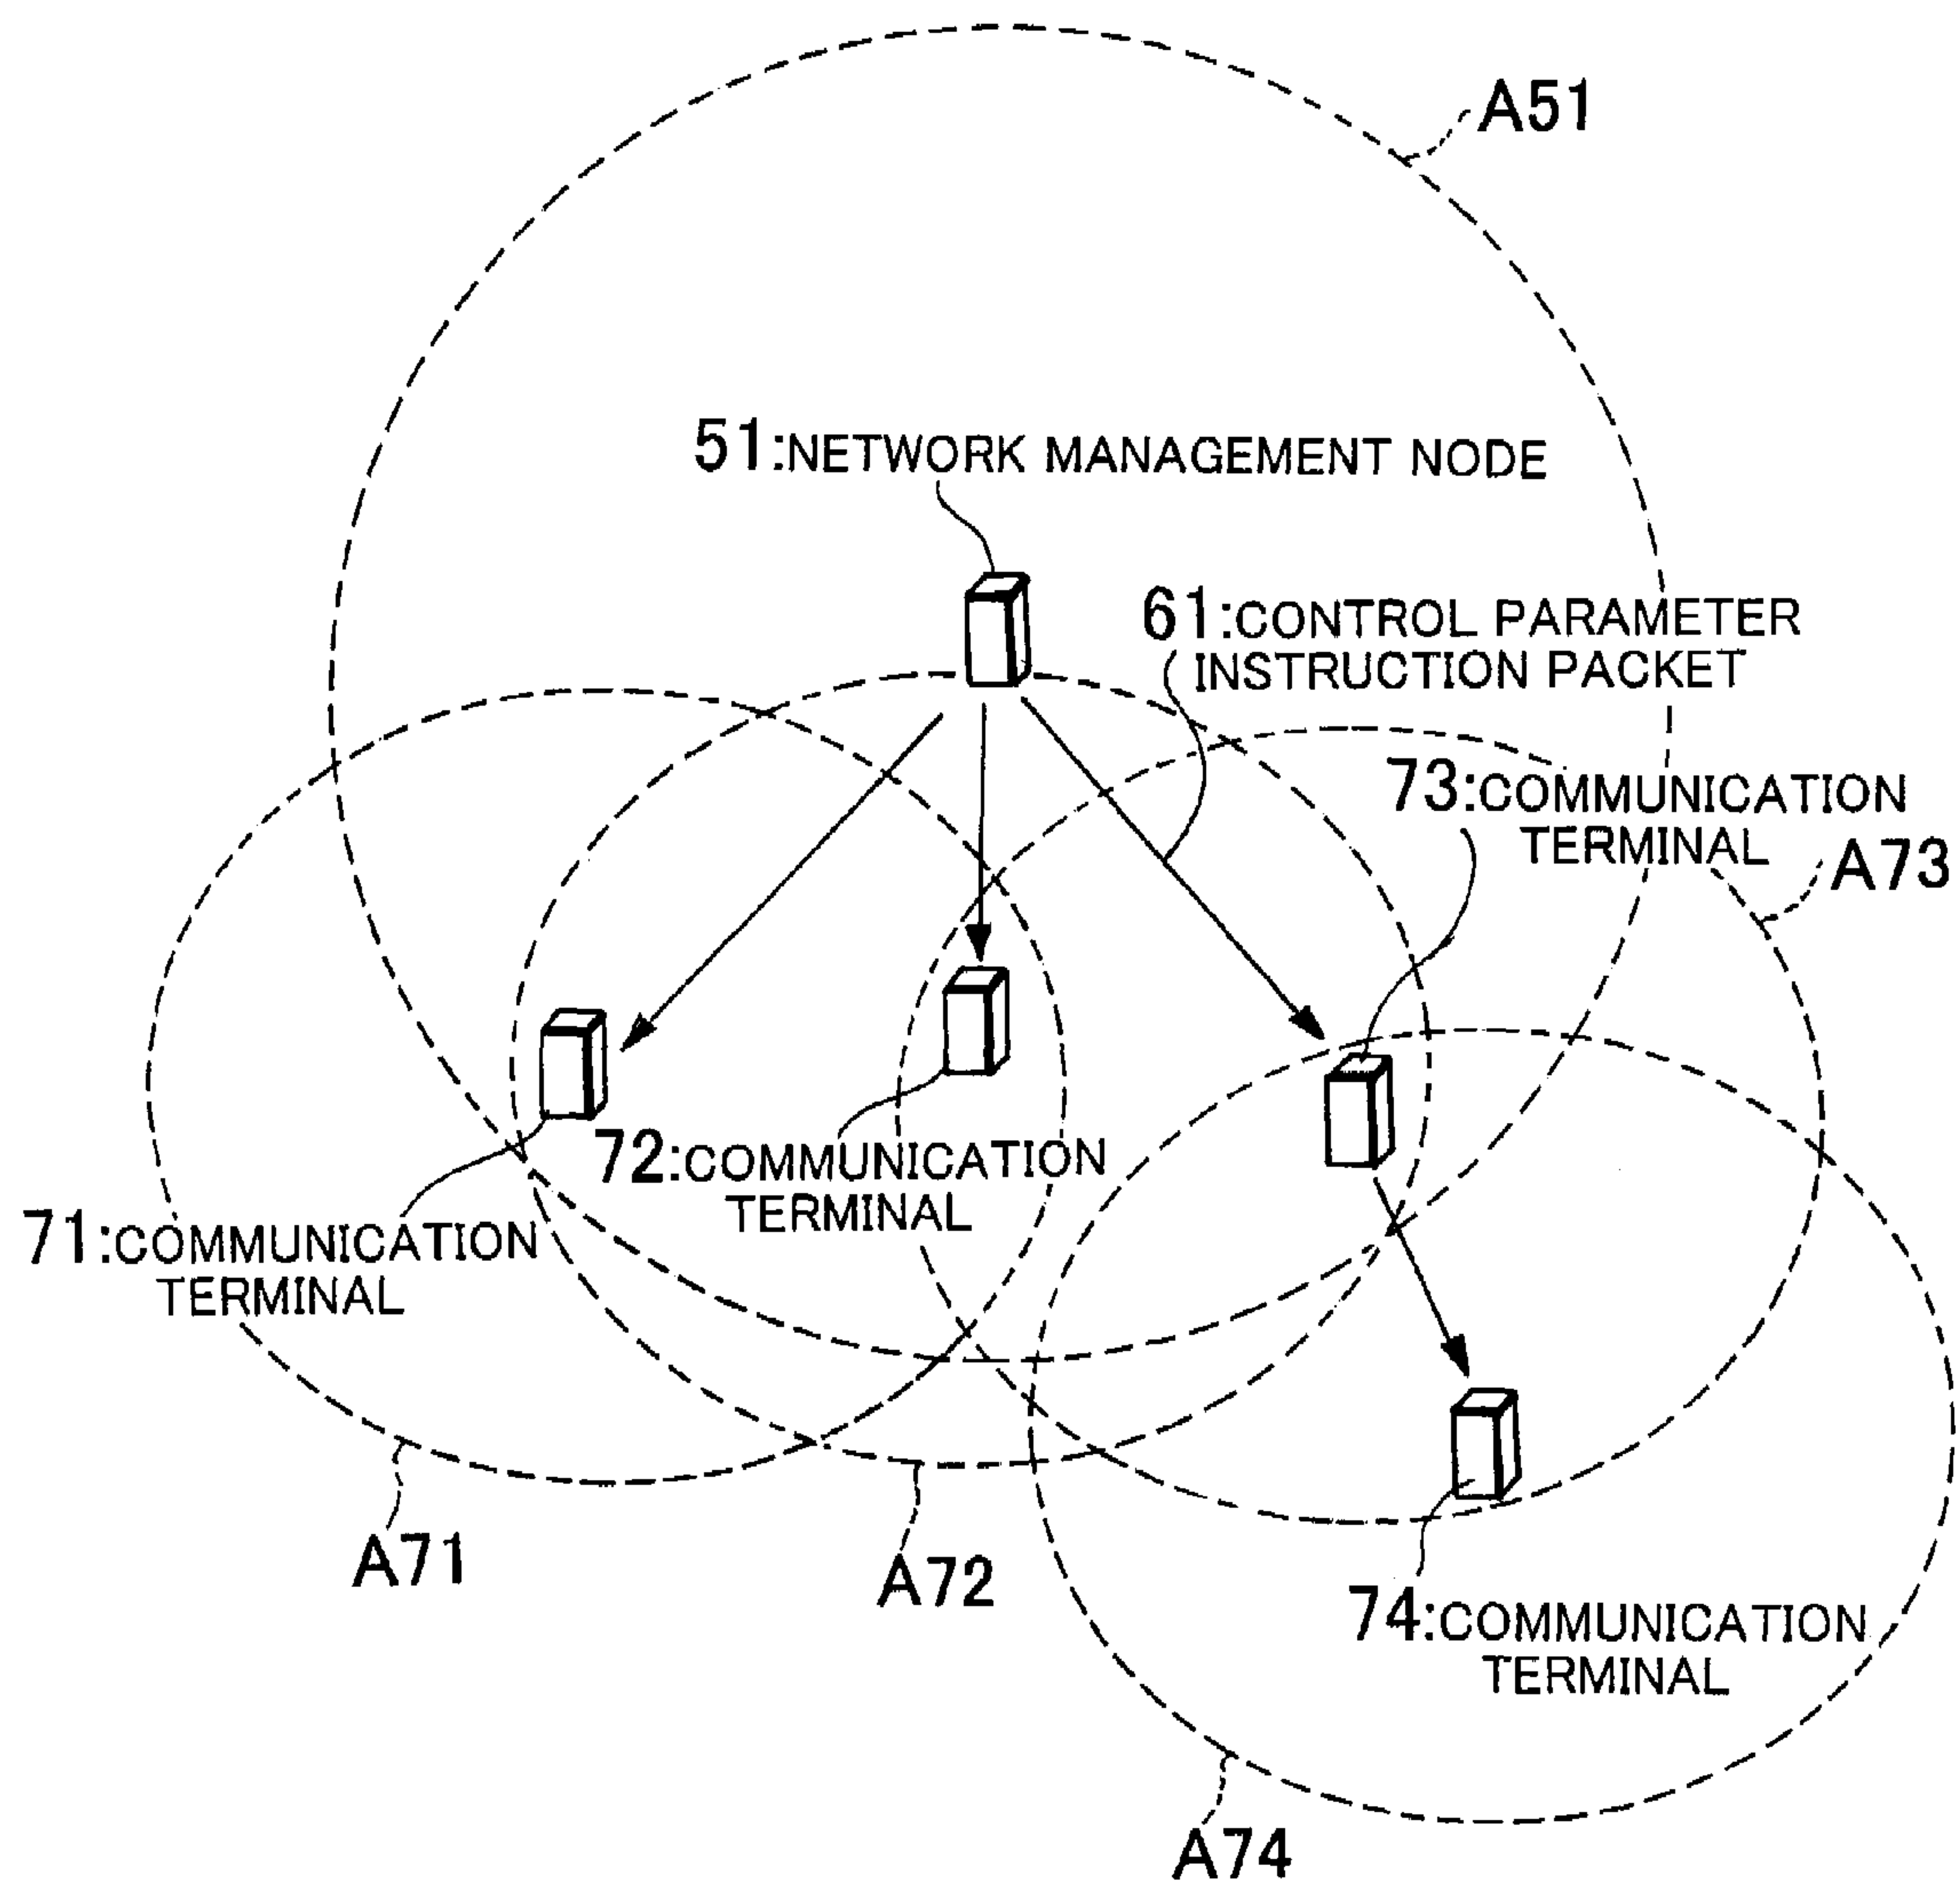 A51
51:NETWORK MANAGEMENT NODE
61:CONTROL PARAMETER
INSTRUCTION PACKET
73:COMMUNICATION
TERMINAL
A73
72:COMMUNICATION
TERMINAL
71:COMMUNICATION
TERMINAL
A71
A72
74:COMMUNICATION
TERMINAL
A74